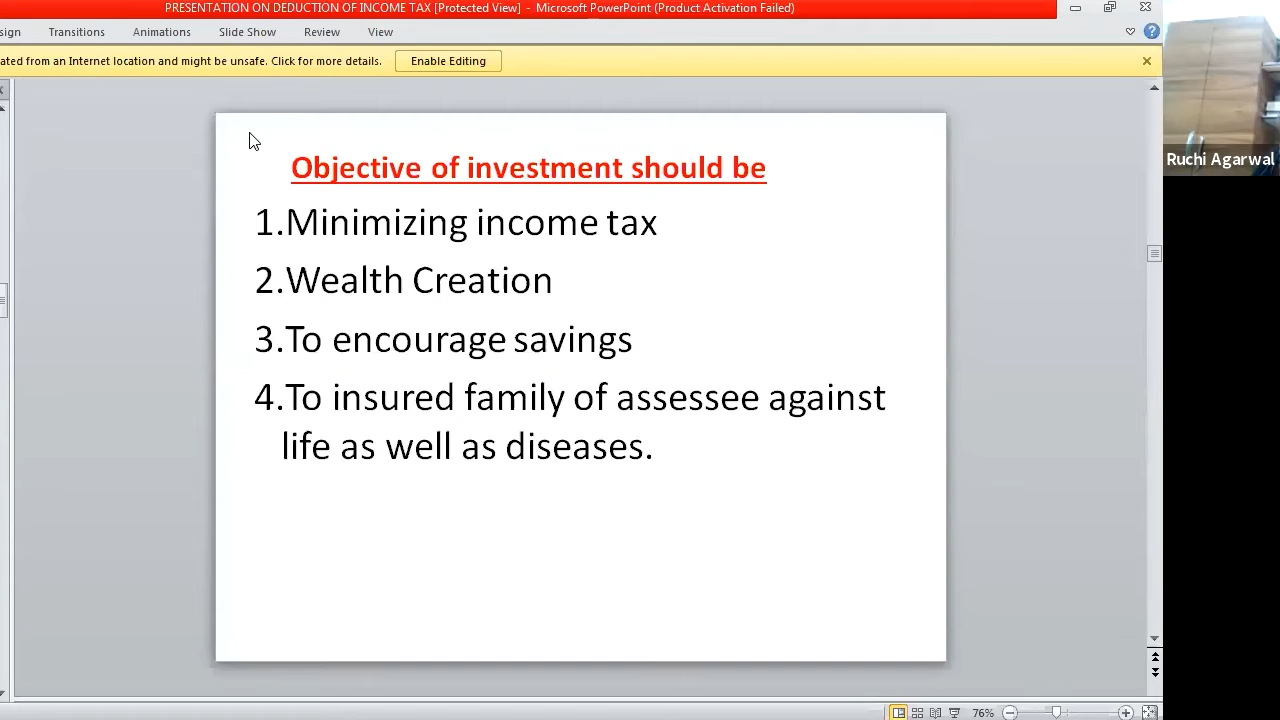 PRESENTATION ON DEDUCTION OF INCOME TAX [Protected View] - Microsoft PowerPoint (Product Activation Failed)
sign Transitions Animations Slide Show Review View
ated from an Internet location and might be unsafe. Click for more details. Enable Editing
Ruchi Agarwal
Objective of investment should be
1.Minimizing income tax
2.Wealth Creation
3.To encourage savings
4.To insured family of assessee against
life as well as diseases.
76%